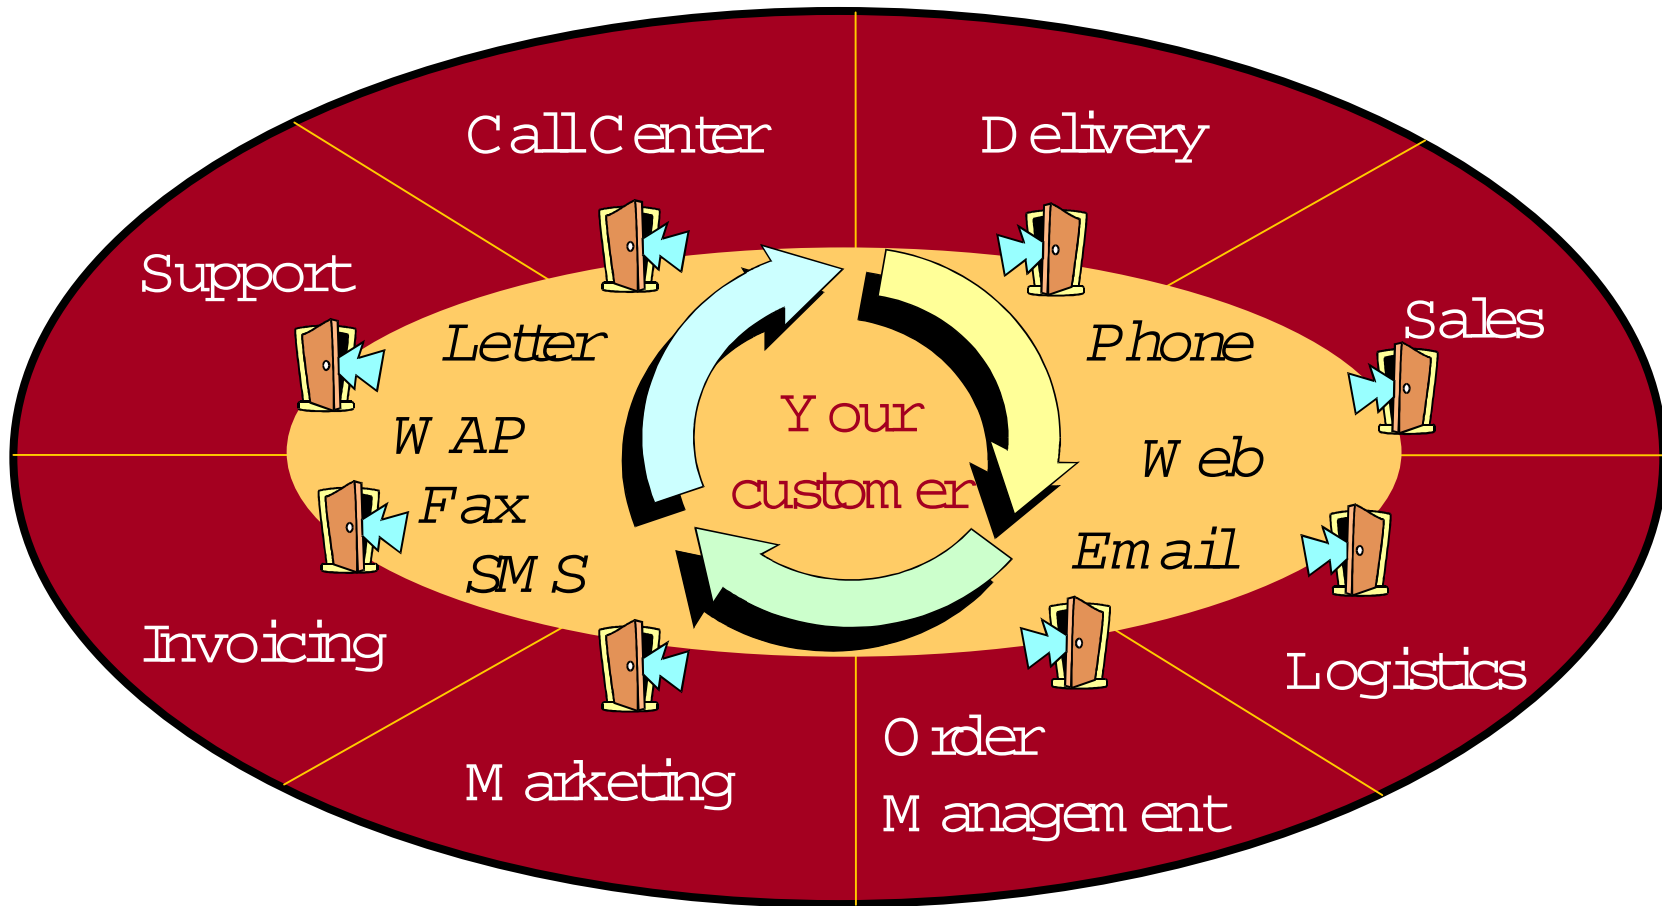 Call Center
Delivery
Support
Sales
Letter
Phone
Your
customer
WAP
Web
Fax
Email
SMS
Invoicing
Logistics
Marketing
Order
Management